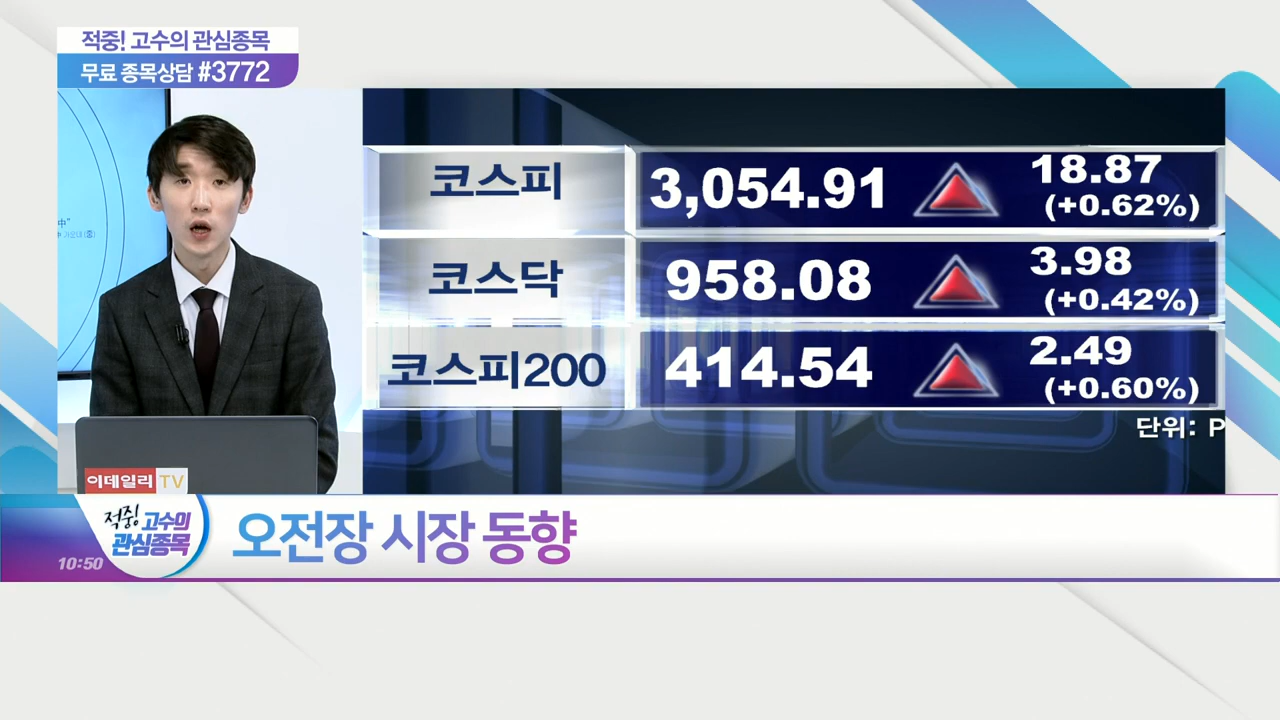 적중! 고수의 관심종목
무료 종목상담 #3772
中"
코스피 3,054.91 ▲ 18.87 (+0.62%)
코스닥 958.08 ▲ 3.98 (+0.42%)
코스피200 414.54 ▲ 2.49 (+0.60%)
단위: P
이데일리 TV
적중! 고수의
관심종목
10:50
오전장 시장 동향